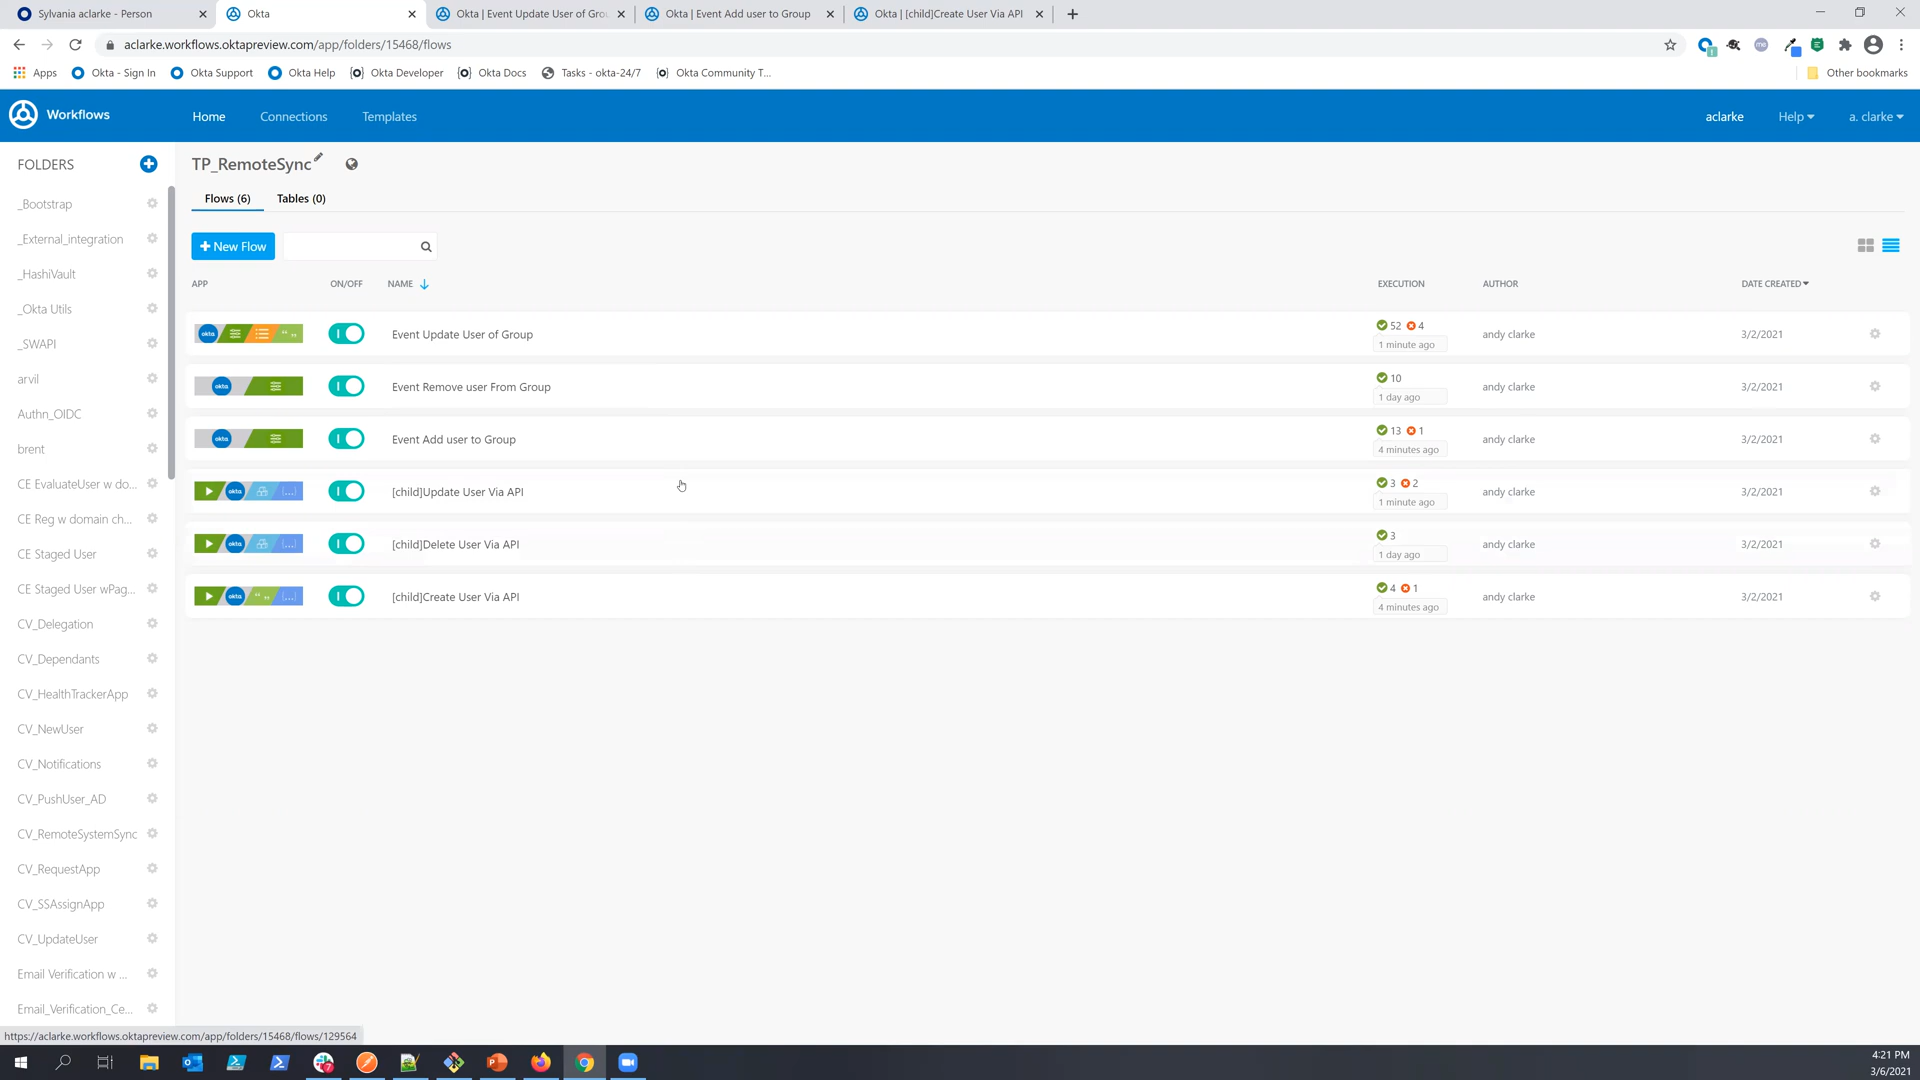 Sylvania aclarke - Person
Okta
Okta | Event Update User of Grou
Okta | Event Add user to Group
Okta | [child]Create User Via API
aclarke.workflows.oktapreview.com/app/folders/15468/flows
Apps
Okta - Sign In
Okta Support
Okta Help
Okta Developer
Okta Docs
Tasks - okta-24/7
Okta Community T...
Other bookmarks
Workflows
Home
Connections
Templates
aclarke
Help
a. clarke
FOLDERS
_Bootstrap
_External_integration
_HashiVault
_Okta Utils
_SWAPI
arvil
Authn_OIDC
brent
CE EvaluateUser w do...
CE Reg w domain ch...
CE Staged User
CE Staged User wPag...
CV_Delegation
CV_Dependants
CV_HealthTrackerApp
CV_NewUser
CV_Notifications
CV_PushUser_AD
CV_RemoteSystemSync
CV_RequestApp
CV_SSAssignApp
CV_UpdateUser
Email Verification w ...
Email_Verification_Ce...
TP_RemoteSync
Flows (6)
Tables (0)
+ New Flow
APP
ON/OFF
NAME
EXECUTION
AUTHOR
DATE CREATED
okta
Event Update User of Group
52 4
1 minute ago
andy clarke
3/2/2021
okta
Event Remove user From Group
10
1 day ago
andy clarke
3/2/2021
okta
Event Add user to Group
13 1
4 minutes ago
andy clarke
3/2/2021
okta
[child]Update User Via API
3 2
1 minute ago
andy clarke
3/2/2021
okta
[child]Delete User Via API
3
1 day ago
andy clarke
3/2/2021
okta
[child]Create User Via API
4 1
4 minutes ago
andy clarke
3/2/2021
https://aclarke.workflows.oktapreview.com/app/folders/15468/flows/129564
4:21 PM
3/6/2021